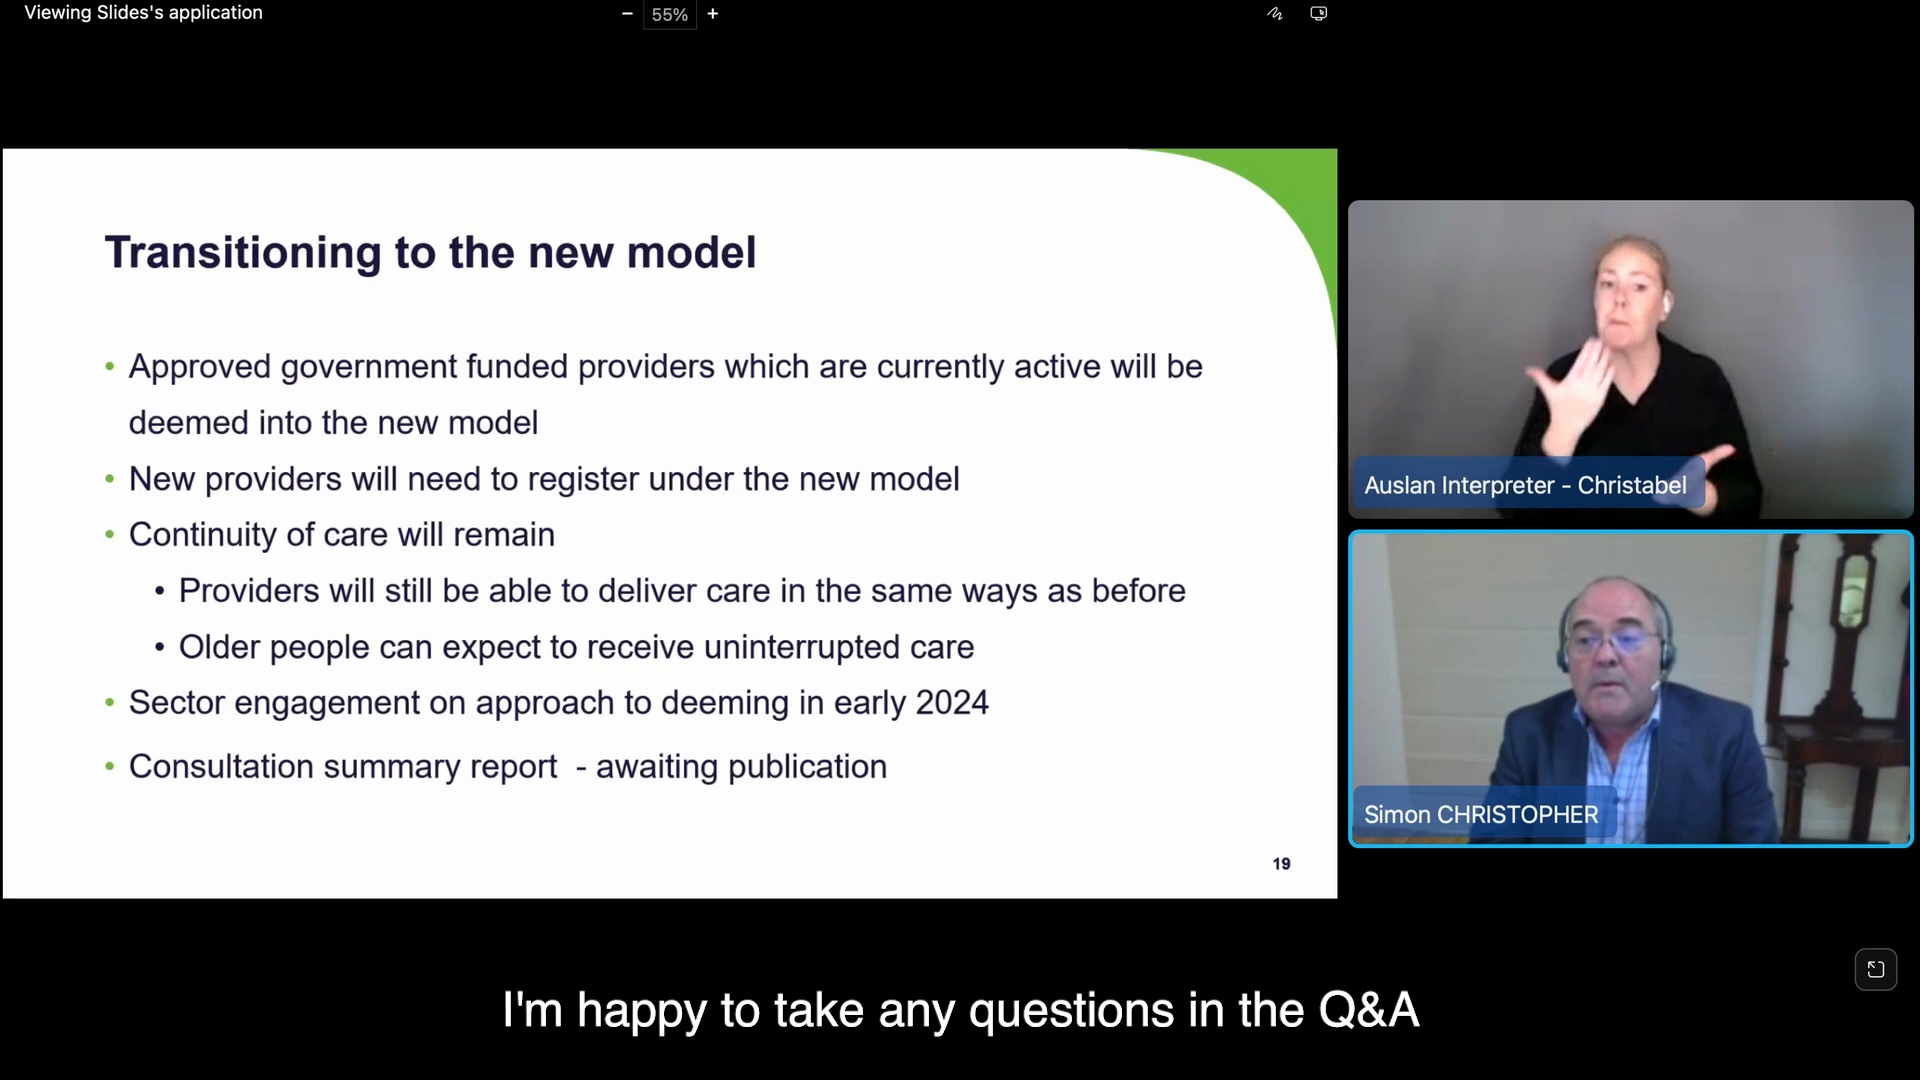 Viewing Slides's application
− 55% +
Transitioning to the new model
• Approved government funded providers which are currently active will be
deemed into the new model
• New providers will need to register under the new model
• Continuity of care will remain
• Providers will still be able to deliver care in the same ways as before
• Older people can expect to receive uninterrupted care
• Sector engagement on approach to deeming in early 2024
• Consultation summary report - awaiting publication
19
Auslan Interpreter - Christabel
Simon CHRISTOPHER
I'm happy to take any questions in the Q&A